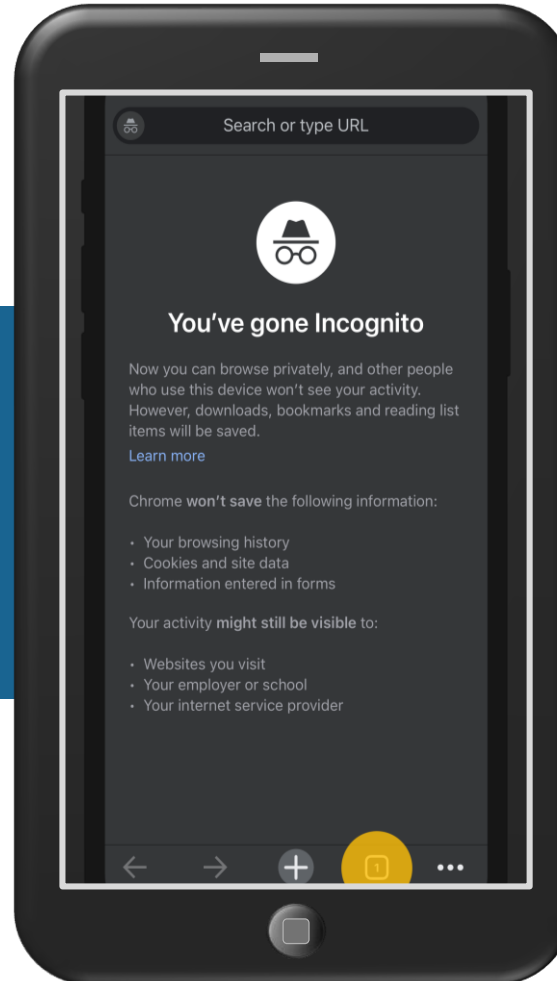 Search or type URL
You’ve gone Incognito
Now you can browse privately, and other people
who use this device won’t see your activity.
However, downloads, bookmarks and reading list
items will be saved.
Learn more
Chrome won’t save the following information:
• Your browsing history
• Cookies and site data
• Information entered in forms
Your activity might still be visible to:
• Websites you visit
• Your employer or school
• Your internet service provider
1